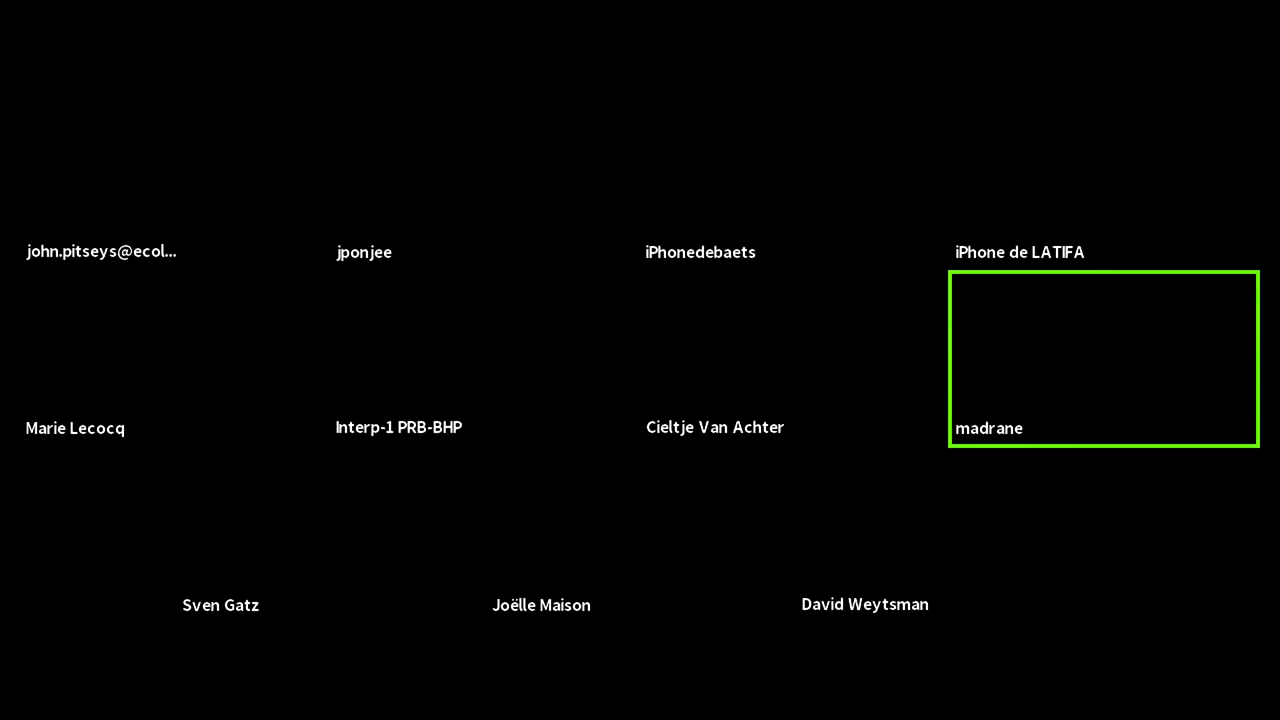 john.pitseys@ecol...
jponjee
iPhonedebaets
iPhone de LATIFA
Marie Lecocq
Interp-1 PRB-BHP
Cieltje Van Achter
madrane
Sven Gatz
Joëlle Maison
David Weytsman